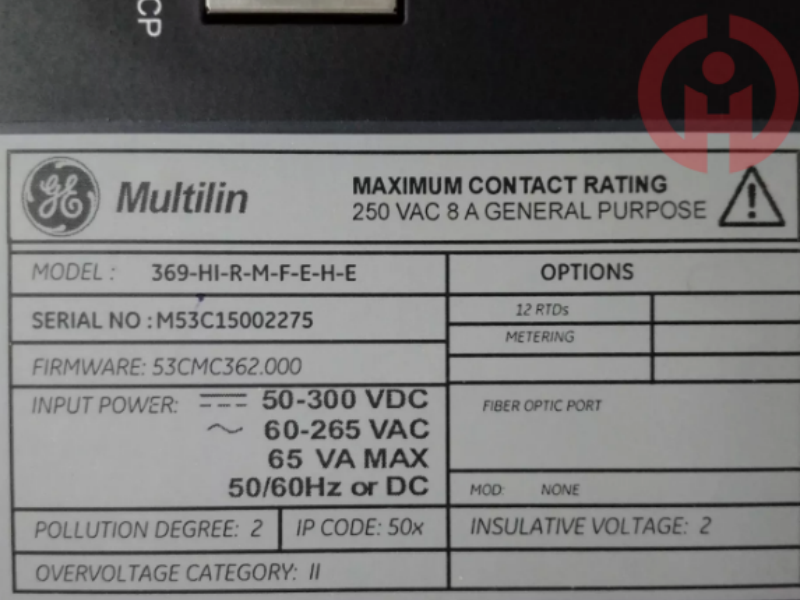 CP
GE Multilin
MAXIMUM CONTACT RATING
250 VAC 8 A GENERAL PURPOSE
MODEL : 369-HI-R-M-F-E-H-E
SERIAL NO : M53C15002275
FIRMWARE: 53CMC362.000
INPUT POWER: 50-300 VDC
~ 60-265 VAC
65 VA MAX
50/60Hz or DC
POLLUTION DEGREE: 2
IP CODE: 50x
OVERVOLTAGE CATEGORY: II
OPTIONS
12 RTDs
METERING
FIBER OPTIC PORT
MOD: NONE
INSULATIVE VOLTAGE: 2